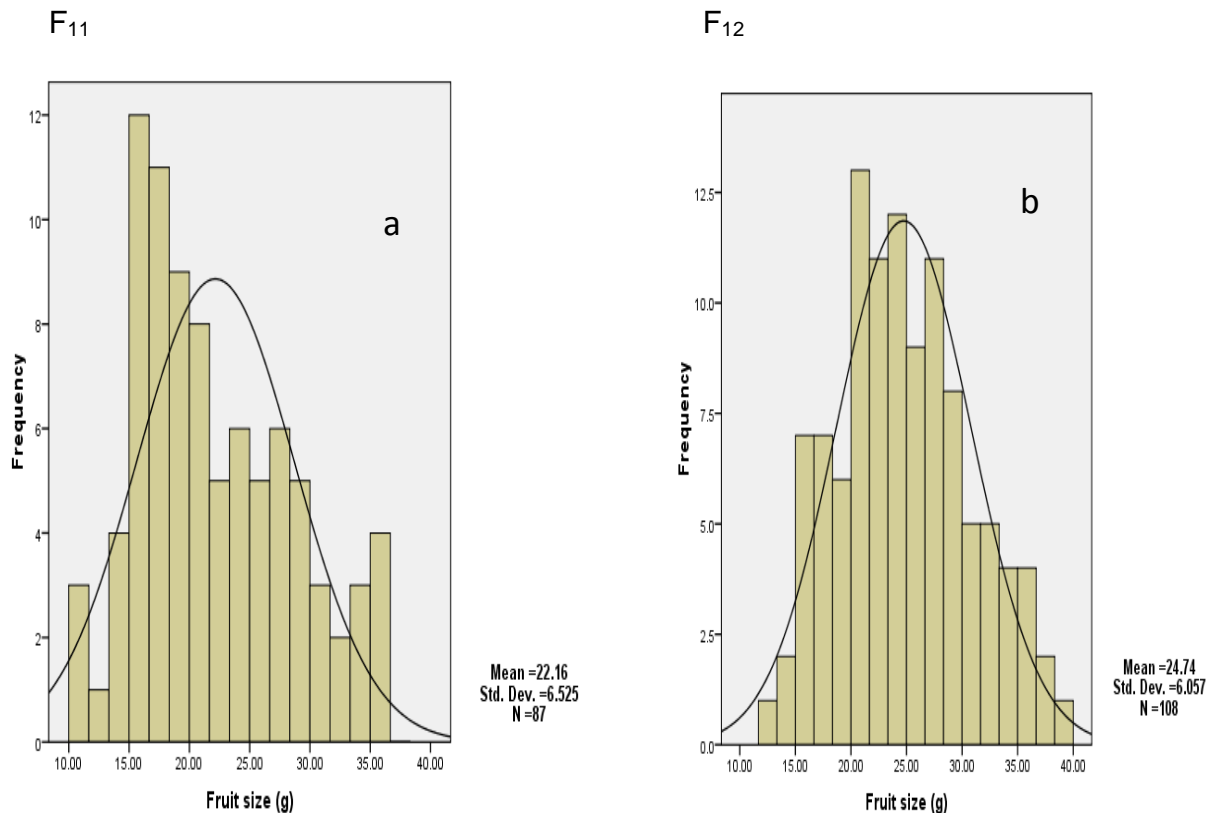 F₁₁
12
10
8
6
4
2
0
Frequency
a
10.00 15.00 20.00 25.00 30.00 35.00 40.00
Fruit size (g)
Mean =22.16
Std. Dev. =6.525
N =87
F₁₂
12.5
10.0
7.5
5.0
2.5
0.0
Frequency
b
10.00 15.00 20.00 25.00 30.00 35.00 40.00
Fruit size (g)
Mean =24.74
Std. Dev. =6.057
N =108